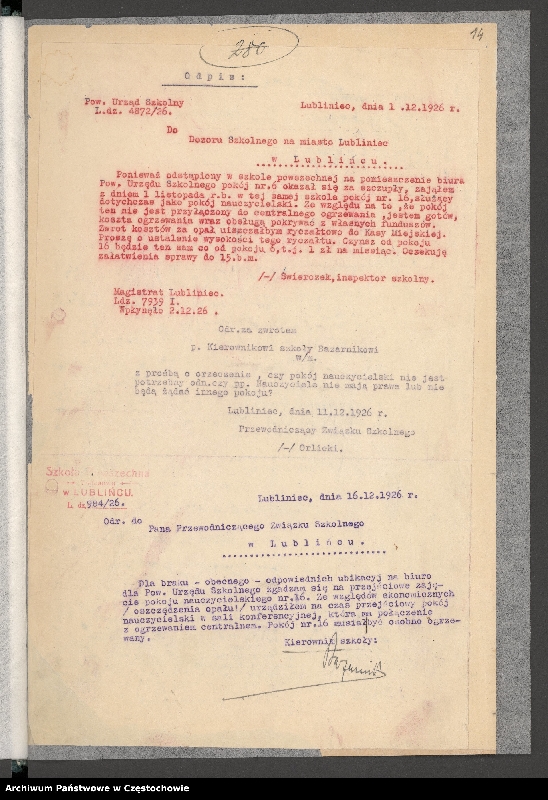 14
280
Odpis:
Pow. Urząd Szkolny
L.dz. 4872/26.
Lubliniec, dnia 1 .12.1926 r.
Do
Dozoru Szkolnego na miasto Lubliniec
w Lublińcu.
Ponieważ odstąpiony w szkole powszechnej na pomieszczenie biura
Pow. Urzędu Szkolnego pokój nr.6 okazał się za szczupły, zająłem
z dniem 1 listopada r.b. w tej samej szkole pokój nr. 16,służący
dotychczas jako pokój nauczycielski. Ze względu na to ,że pokój
ten nie jest przyłączony do centralnego ogrzewania ,jestem gotów,
koszta ogrzewania wraz obsługą pokrywać z własnych funduszów.
Zwrot kosztów za opał uiszczałbym ryczałtowo do Kasy Miejskiej.
Proszę o ustalenie wysokości tego ryczałtu. Czynsz od pokoju
16 będzie ten sam co od pokoju 6,t.j. 1 zł na miesiąc. Oczekuję
załatwienia sprawy do 15.b.m.
/-/ Świerczek,inspektor szkolny.
Magistrat Lubliniec.
Ldz. 7939 I.
Wpłynęło 2.12.26 .
Odr.za zwrotem
p. Kierownikowi szkoły Bazarnikowi
w/m.
z prośbą o orzeczenie , czy pokój nauczycielski nie jest
potrzebny odn.czy pp. Nauczyciele nie mają prawa lub nie
będą żądać innego pokoju?
Lubliniec, dnia 11.12.1926 r.
Przewodniczący Związku Szkolnego
/-/ Orlicki.
Szkoła
w LUBLIŃCU.
L. dz. 984/26.
Lubliniec, dnia 16.12.1926. r.
Odr. do
Pana Przewodniczącego Związku Szkolnego
w Lublińcu.
Dla braku - obecnego - odpowiednich ubikacyj na biuro
dla Pow. Urzędu Szkolnego zgadzam się na przejściowe zaję-
cie pokoju nauczycielskiego nr.16. Ze względów ekonomicznych
/ oszczędzania opału!/ urządziłem na czas przejściowy pokój
nauczycielski w sali konferencyjnej, która ma połączenie
z ogrzewaniem centralnem. Pokój nr.16 musiałby osobno ogrze-
wany.
Kierownik szkoły:
Archiwum Państwowe w Częstochowie